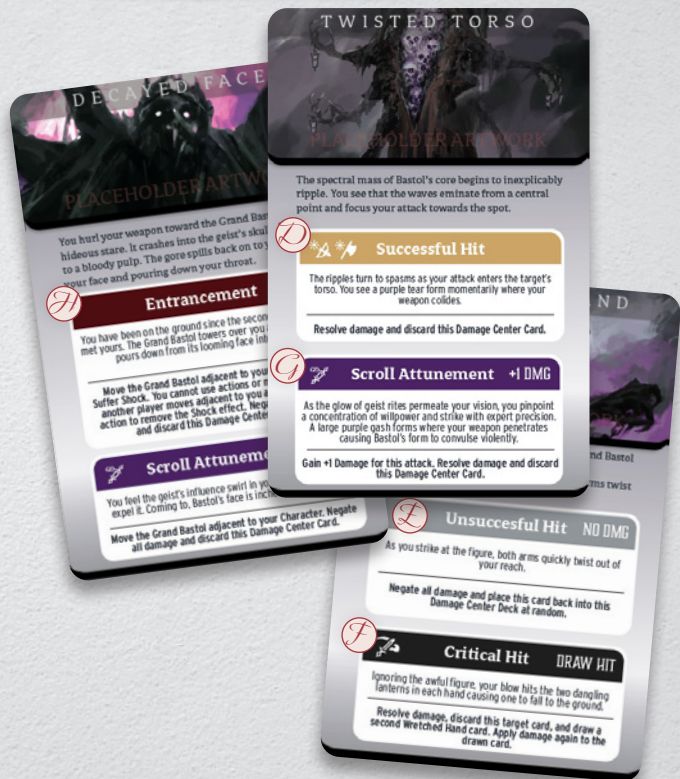 DECAYED FACE
PLACEHOLDER ARTWO
You hurl your weapon toward the Grand Bas
hideous stare. It crashes into the geist's skul
to a bloody pulp. The gore spills back on to y
your face and pouring down your throat.
H
Entrancement
You have been on the ground since the secon
met yours. The Grand Bastol towers over you
pours down from its looming face in
Move the Grand Bastol adjacent to your
Suffer Shock. You cannot use actions or m
another player moves adjacent to you a
action to remove the Shock effect. Neg
and discard this Damage Cente
Scroll Attuneme
You feel the geist's influence swirl in yo
expel it. Coming to, Bastol's face is inch
Move the Grand Bastol adjacent to your Character. Negate
all damage and discard this Damage Center Card.
TWISTED TORSO
PLACEHOLDER ARTWORK
The spectral mass of Bastol's core begins to inexplicably
ripple. You see that the waves eminate from a central
point and focus your attack towards the spot.
D
Successful Hit
The ripples turn to spasms as your attack enters the target's
torso. You see a purple tear form momentarily where your
weapon colides.
Resolve damage and discard this Damage Center Card.
G
Scroll Attunement +1 DMG
As the glow of geist rites permeate your vision, you pinpoint
a concentration of willpower and strike with expert precision.
A large purple gash forms where your weapon penetrates
causing Bastol's form to convulse violently.
Gain +1 Damage for this attack. Resolve damage and discard
this Damage Center Card.
ND
nd Bastol
ms twist
E
Unsuccesful Hit NO DMG
As you strike at the figure, both arms quickly twist out of
your reach.
Negate all damage and place this card back into this
Damage Center Deck at random.
F
Critical Hit DRAW HIT
Ignoring the awful figure, your blow hits the two dangling
lanterns in each hand causing one to fall to the ground.
Resolve damage, discard this target card, and draw a
second Wretched Hand card. Apply damage again to the
drawn card.